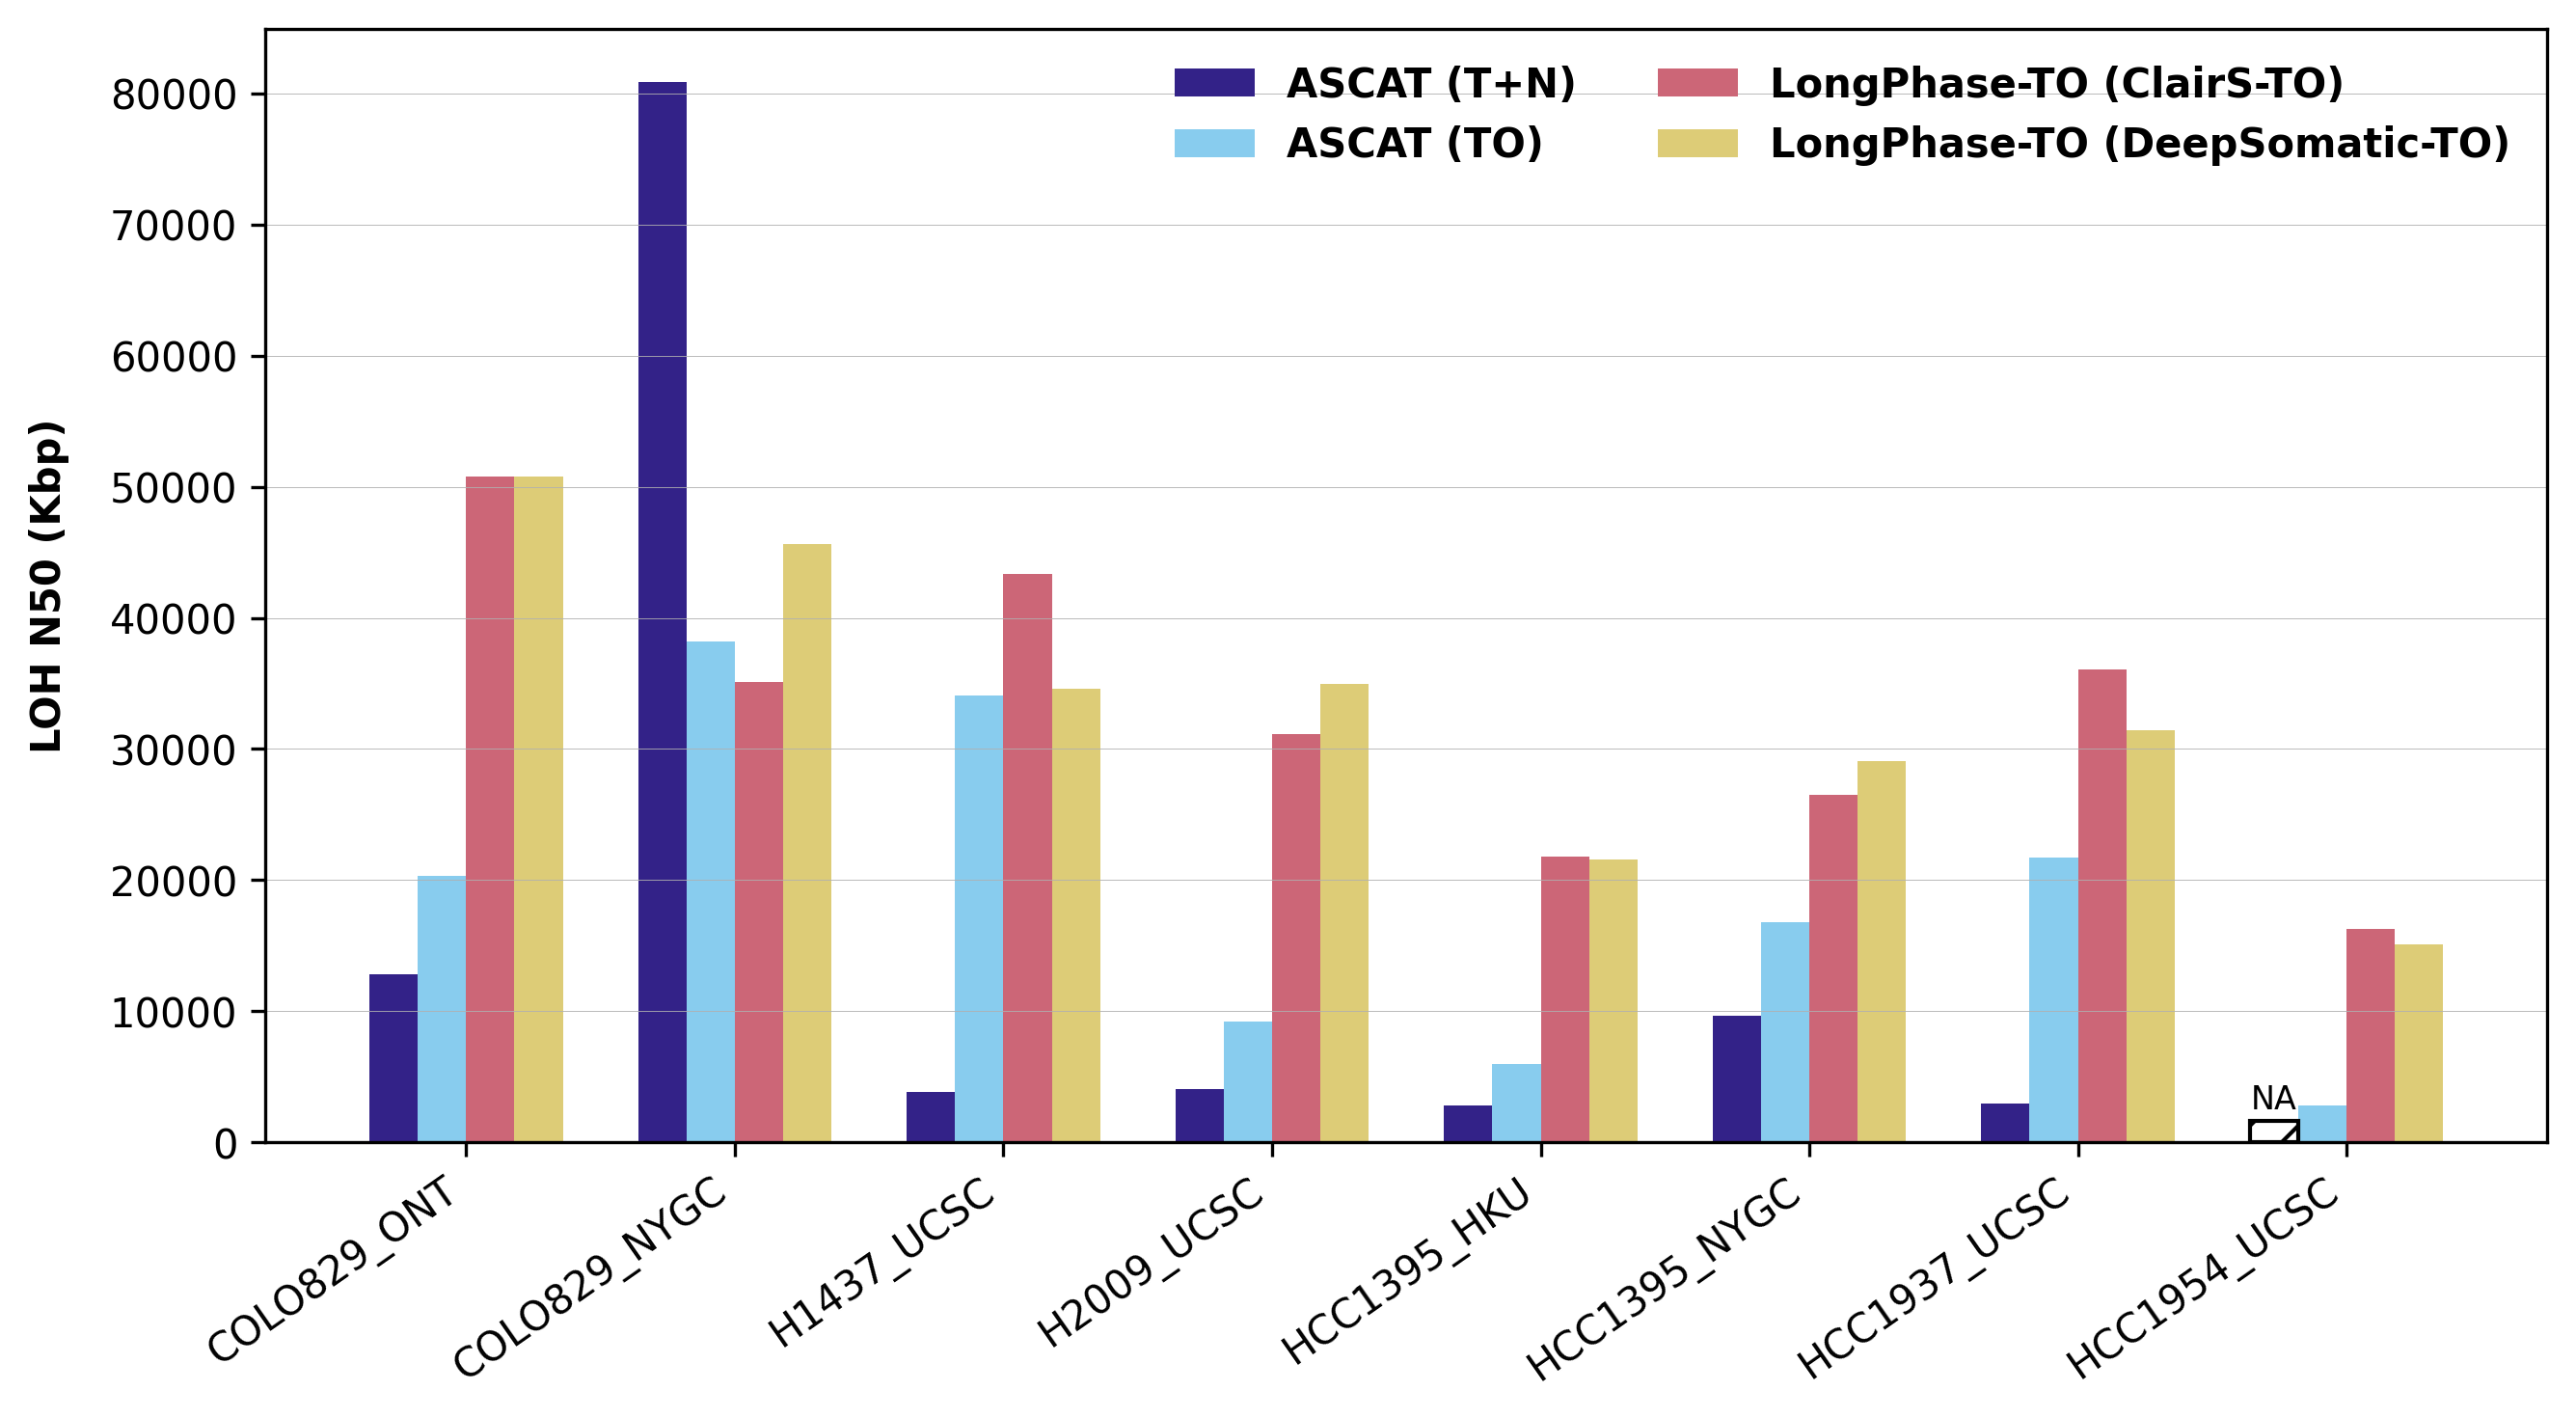 ASCAT (T+N)
ASCAT (TO)
LongPhase-TO (ClairS-TO)
LongPhase-TO (DeepSomatic-TO)
LOH N50 (Kbp)
80000
70000
60000
50000
40000
30000
20000
10000
0
NA
COLO829_ONT
COLO829_NYGC
H1437_UCSC
H2009_UCSC
HCC1395_HKU
HCC1395_NYGC
HCC1937_UCSC
HCC1954_UCSC